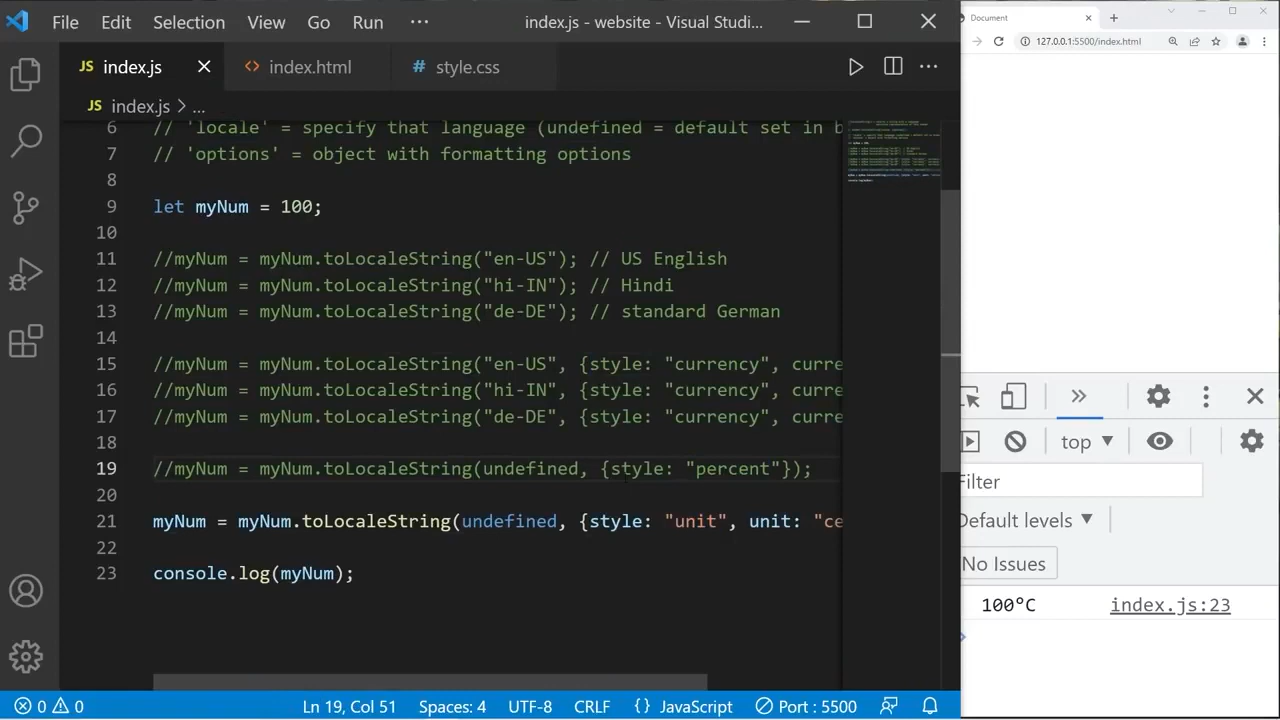 File Edit Selection View Go Run ··· index.js - website - Visual Studi...
JS index.js
<> index.html
# style.css
JS index.js > ...
6 // 'locale' = specify that language (undefined = default set in b
7 // 'options' = object with formatting options
8
9 let myNum = 100;
10
11 //myNum = myNum.toLocaleString("en-US"); // US English
12 //myNum = myNum.toLocaleString("hi-IN"); // Hindi
13 //myNum = myNum.toLocaleString("de-DE"); // standard German
14
15 //myNum = myNum.toLocaleString("en-US", {style: "currency", curre
16 //myNum = myNum.toLocaleString("hi-IN", {style: "currency", curre
17 //myNum = myNum.toLocaleString("de-DE", {style: "currency", curre
18
19 //myNum = myNum.toLocaleString(undefined, {style: "percent"});
20
21 myNum = myNum.toLocaleString(undefined, {style: "unit", unit: "ce
22
23 console.log(myNum);
0 0 Ln 19, Col 51 Spaces: 4 UTF-8 CRLF {} JavaScript Port : 5500
Document
127.0.0.1:5500/index.html
top
Filter
Default levels
No Issues
100°C index.js:23